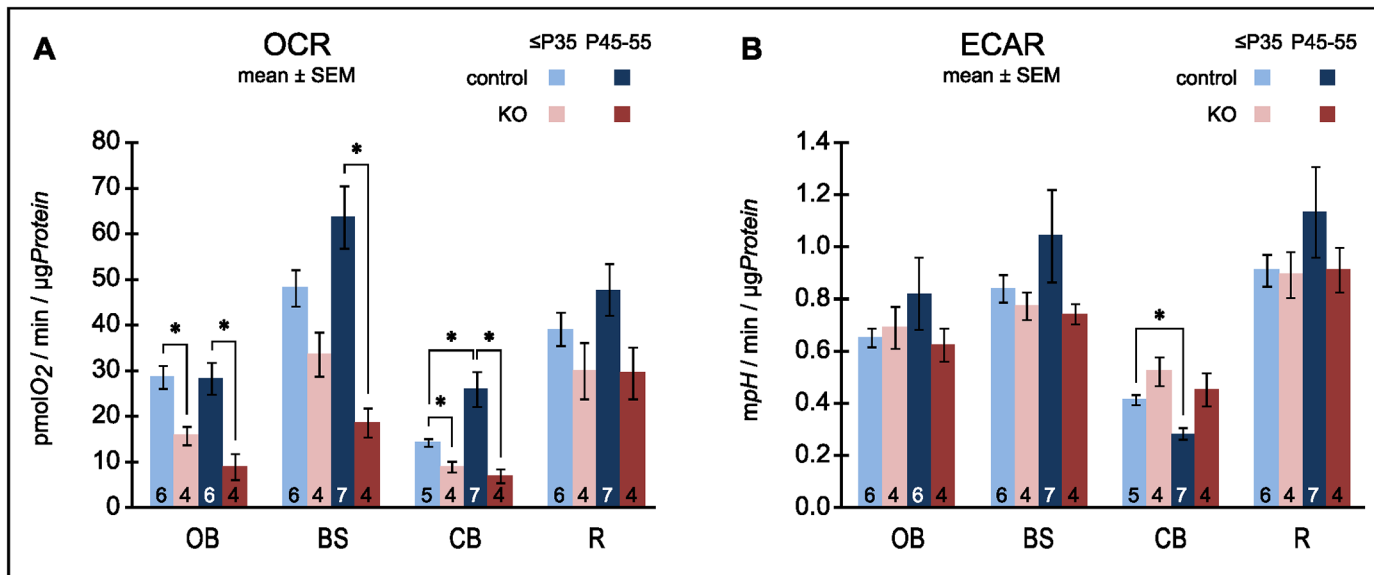 A
OCR
mean ± SEM
≤P35 P45-55
control
KO
pmolO2 / min / µgProtein
80
70
60
50
40
30
20
10
0
* * * * * *
6 4 6 4 6 4 7 4 5 4 7 4 6 4 7 4
OB BS CB R
B
ECAR
mean ± SEM
≤P35 P45-55
control
KO
mpH / min / µgProtein
1.4
1.2
1.0
0.8
0.6
0.4
0.2
0.0
*
6 4 6 4 6 4 7 4 5 4 7 4 6 4 7 4
OB BS CB R